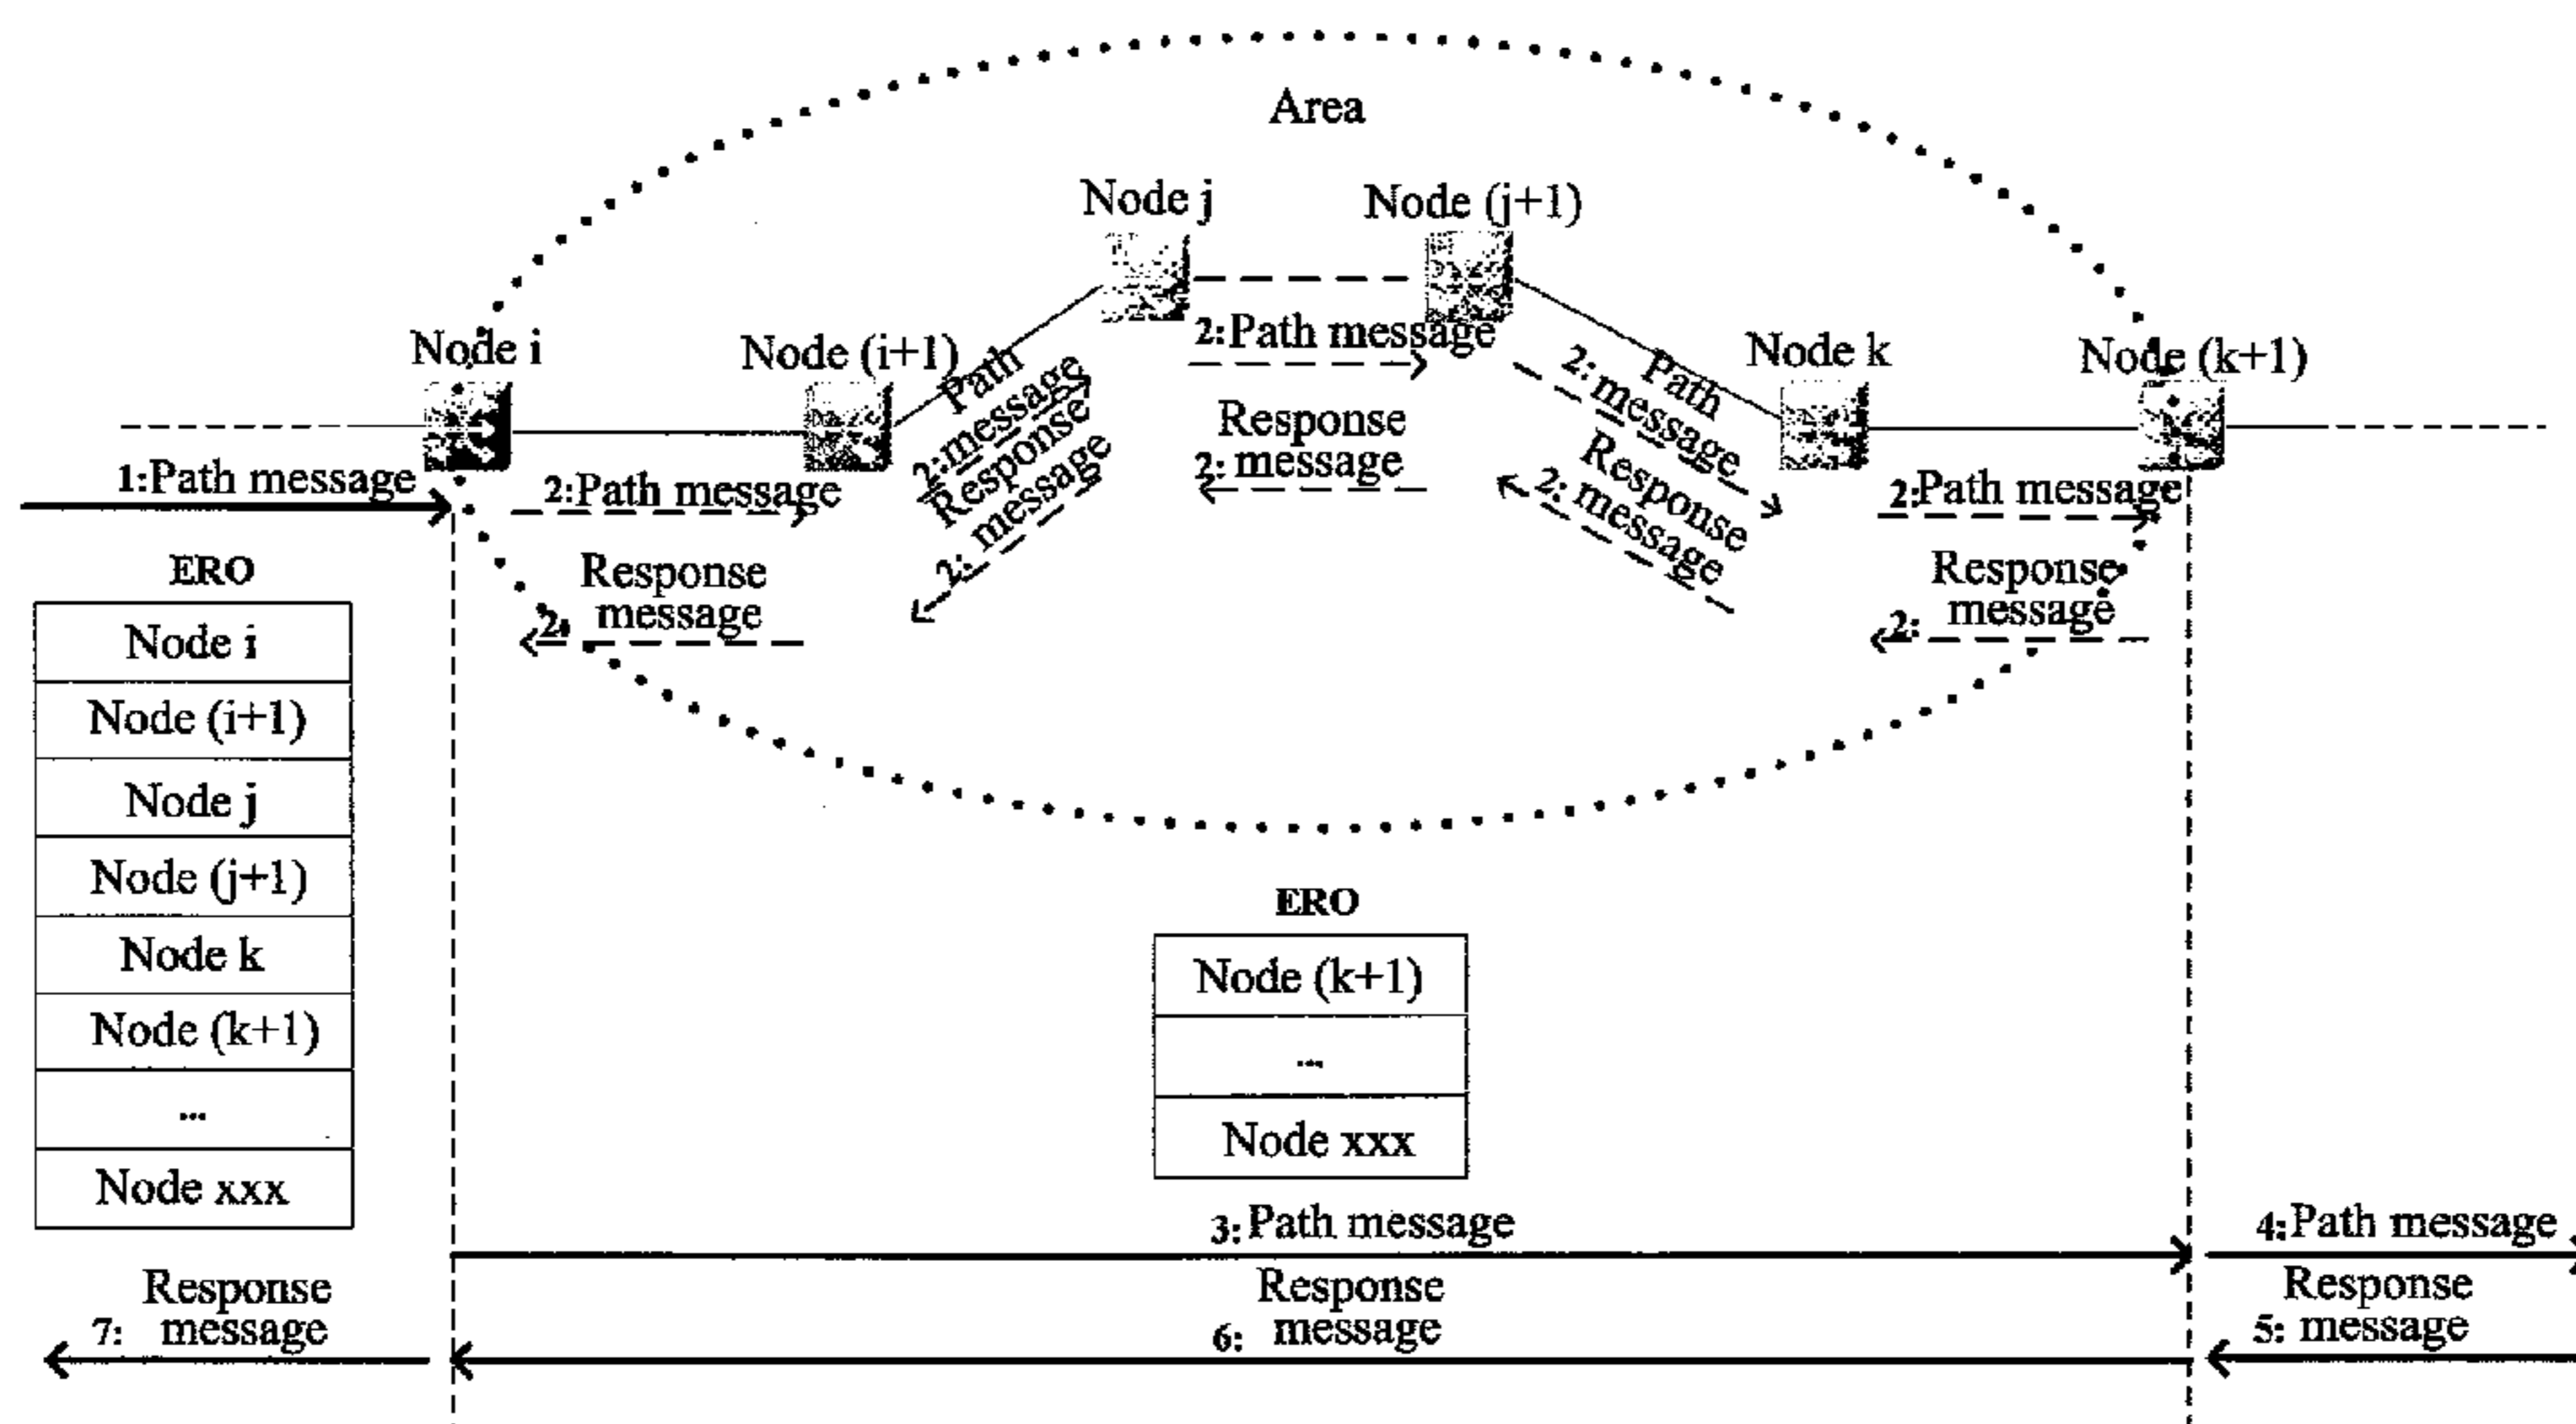 Area
Node j
Node (j+1)
Node i
Node (i+1)
Node k
Node (k+1)
1:Path message
2:Path message
Path
2:message
Response
2: message
2:Path message
Response
2: message
Path
2: message
Response
2: message
2:Path message
Response
2: message
Response
2: message
ERO
Node i
Node (i+1)
Node j
Node (j+1)
Node k
Node (k+1)
...
Node xxx
ERO
Node (k+1)
...
Node xxx
3:Path message
4:Path message
Response
7: message
Response
6: message
Response
5: message